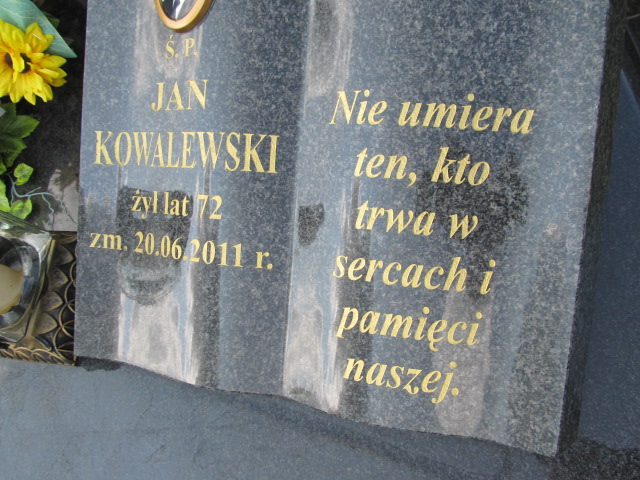 Ś. P.
JAN
KOWALEWSKI
żył lat 72
zm. 20.06.2011 r.
Nie umiera
ten, kto
trwa w
sercach i
pamięci
naszej.